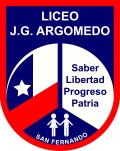 LICEO
J.G. ARGOMEDO
Saber
Libertad
Progreso
Patria
SAN FERNANDO